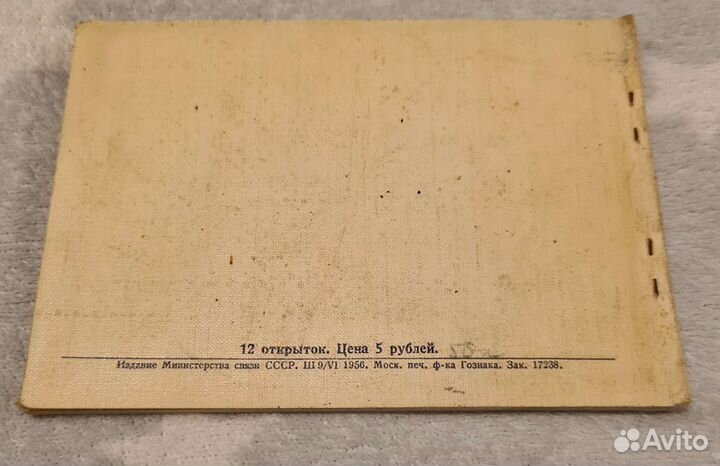 12 открыток. Цена 5 рублей.
Издание Министерства связи СССР. Ш 9/VI 1956. Моск. печ. ф-ка Гознака. Зак. 17238.
Avito